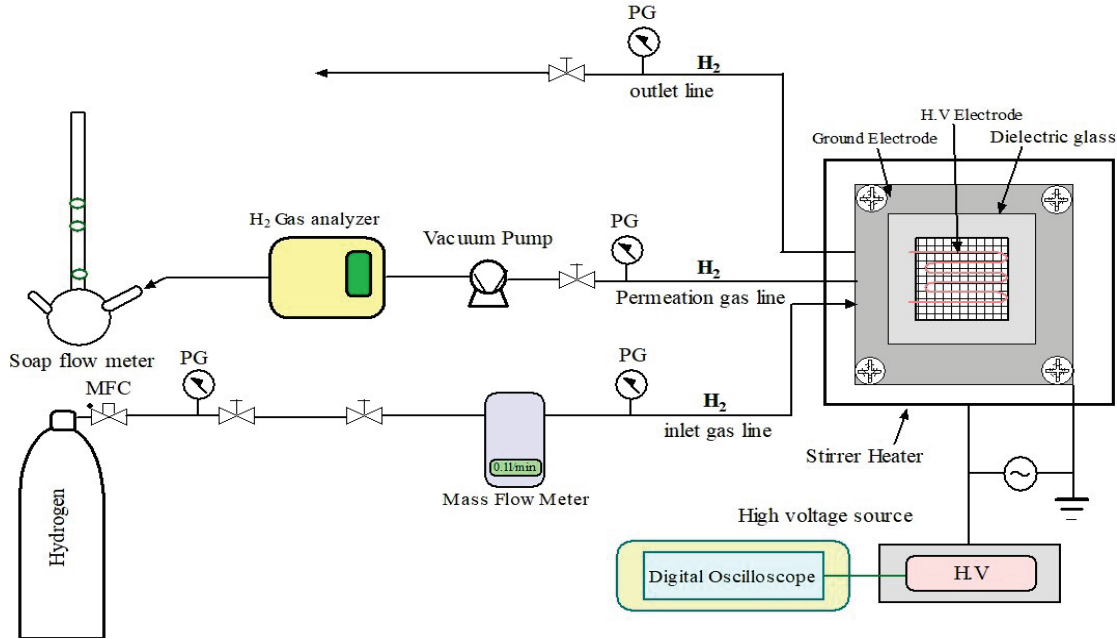 PG
H₂
outlet line
H.V Electrode
Ground Electrode
Dielectric glass
H₂ Gas analyzer
Vacuum Pump
PG
H₂
Permeation gas line
Soap flow meter
MFC
PG
PG
H₂
inlet gas line
0.1l/min
Mass Flow Meter
Stirrer Heater
Hydrogen
High voltage source
Digital Oscilloscope
H.V